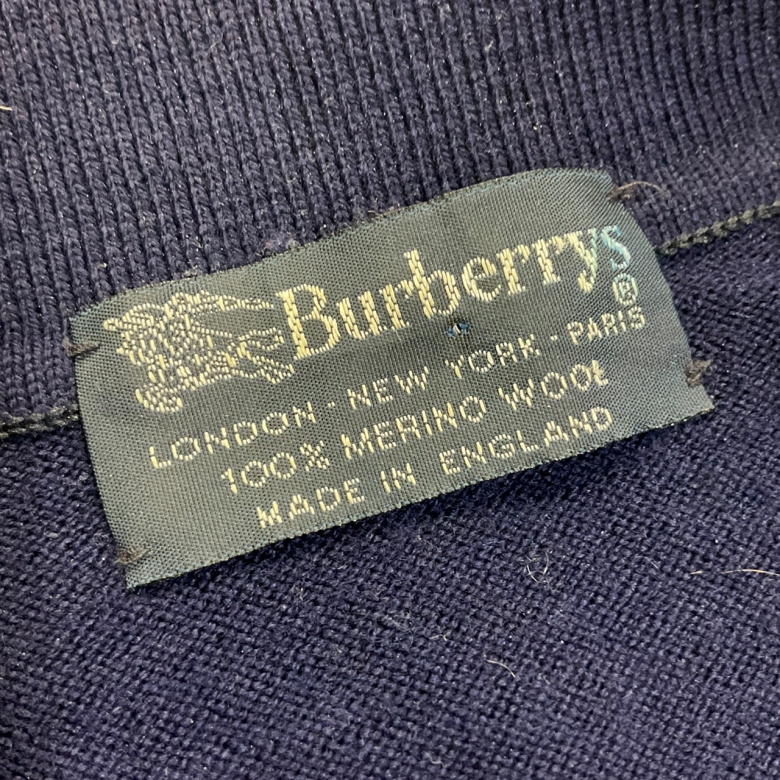 Burberrys®
LONDON - NEW YORK - PARIS
100% MERINO WOOL
MADE IN ENGLAND